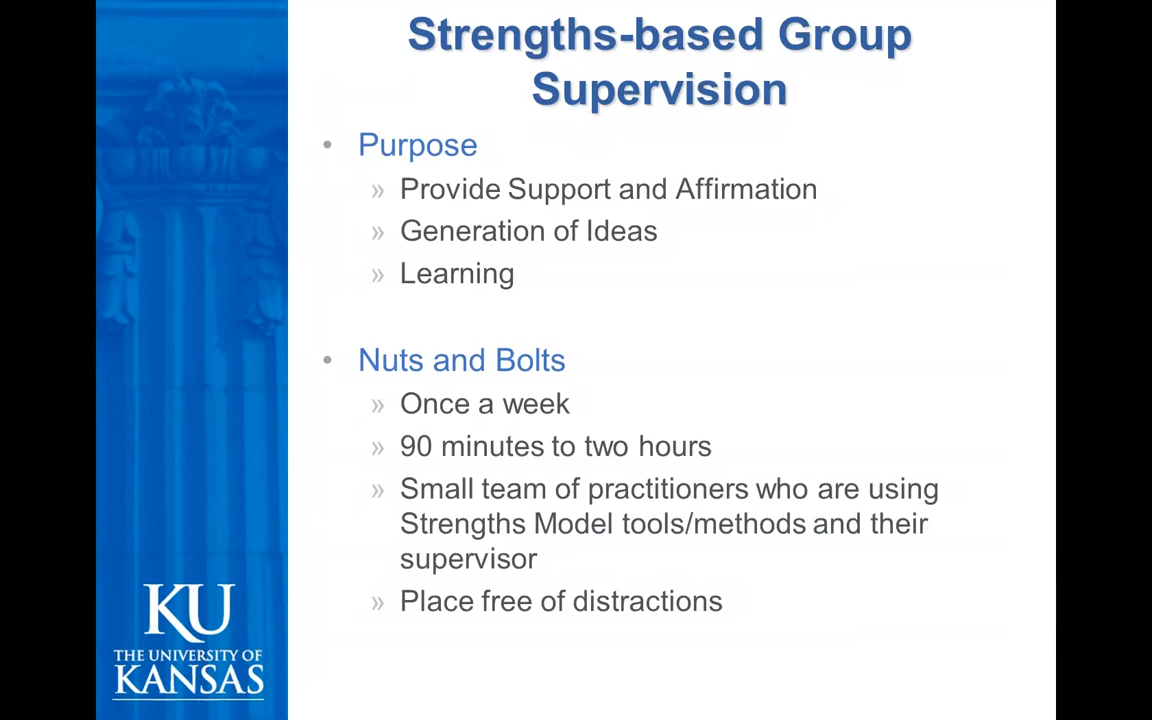 Strengths-based Group
Supervision
• Purpose
» Provide Support and Affirmation
» Generation of Ideas
» Learning
• Nuts and Bolts
» Once a week
» 90 minutes to two hours
» Small team of practitioners who are using
Strengths Model tools/methods and their
supervisor
» Place free of distractions
KU
THE UNIVERSITY OF
KANSAS